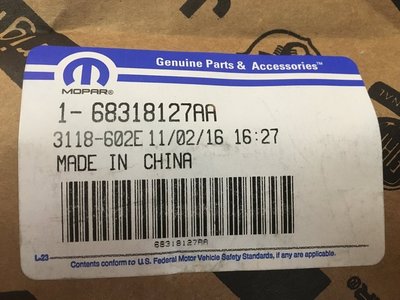 Genuine Parts & Accessories™
MOPAR®
1- 68318127AA
3118-602E 11/02/16 16:27
MADE IN CHINA
68318127AA
L-23
Contents conform to U.S. Federal Motor Vehicle Safety Standards, if any are applicable.